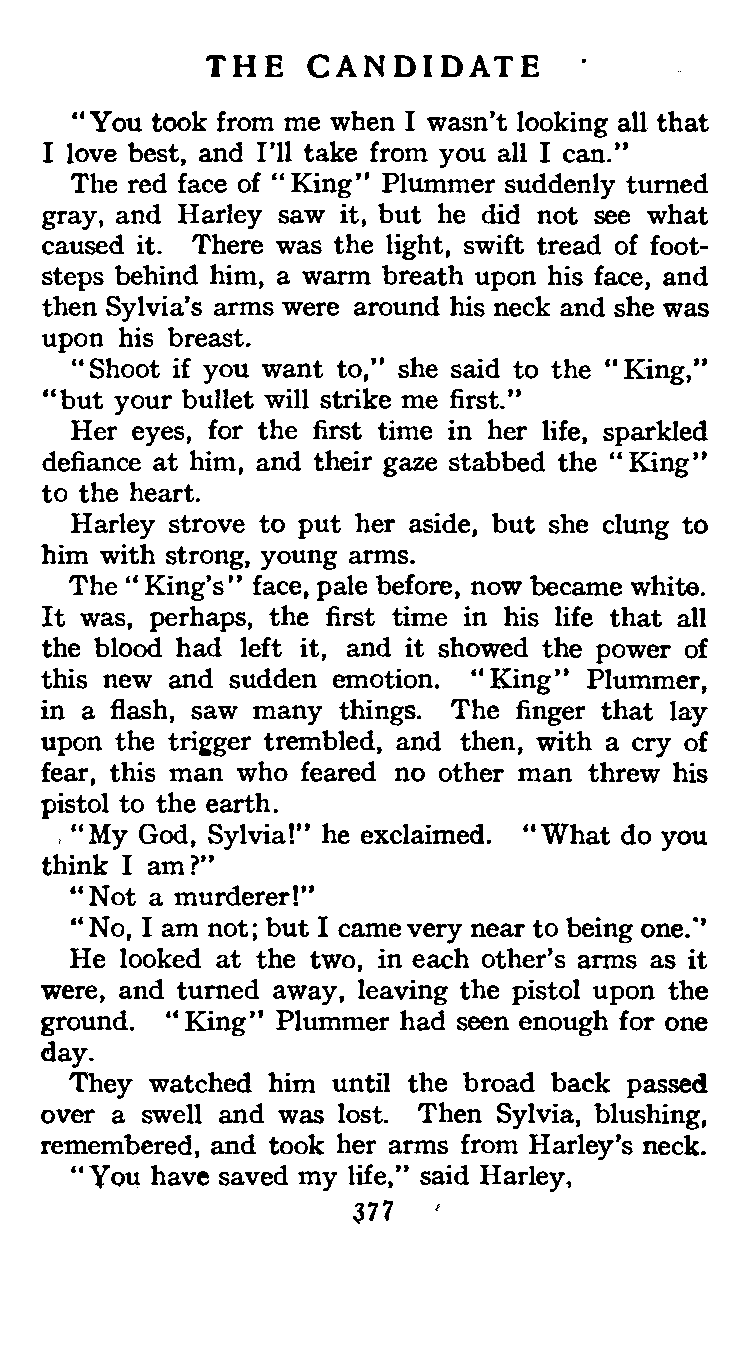 THE CANDIDATE
"You took from me when I wasn't looking all that
I love best, and I'll take from you all I can."
The red face of "King" Plummer suddenly turned
gray, and Harley saw it, but he did not see what
caused it. There was the light, swift tread of foot-
steps behind him, a warm breath upon his face, and
then Sylvia's arms were around his neck and she was
upon his breast.
"Shoot if you want to," she said to the "King,"
"but your bullet will strike me first."
Her eyes, for the first time in her life, sparkled
defiance at him, and their gaze stabbed the "King"
to the heart.
Harley strove to put her aside, but she clung to
him with strong, young arms.
The "King's" face, pale before, now became white.
It was, perhaps, the first time in his life that all
the blood had left it, and it showed the power of
this new and sudden emotion. "King" Plummer,
in a flash, saw many things. The finger that lay
upon the trigger trembled, and then, with a cry of
fear, this man who feared no other man threw his
pistol to the earth.
"My God, Sylvia!" he exclaimed. "What do you
think I am?"
"Not a murderer!"
"No, I am not; but I came very near to being one."
He looked at the two, in each other's arms as it
were, and turned away, leaving the pistol upon the
ground. "King" Plummer had seen enough for one
day.
They watched him until the broad back passed
over a swell and was lost. Then Sylvia, blushing,
remembered, and took her arms from Harley's neck.
"You have saved my life," said Harley,
377